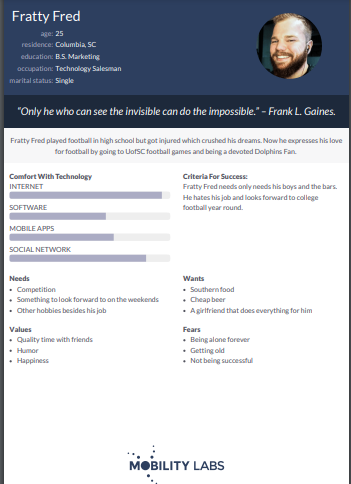 Fratty Fred
age: 25
residence: Columbia, SC
education: B.S. Marketing
occupation: Technology Salesman
marital status: Single
"Only he who can see the invisible can do the impossible." – Frank L. Gaines.
Fratty Fred played football in high school but got injured which crushed his dreams. Now he expresses his love
for football by going to UofSC football games and being a devoted Dolphins Fan.
Comfort With Technology
INTERNET
SOFTWARE
MOBILE APPS
SOCIAL NETWORK
Criteria For Success:
Fratty Fred needs only needs his boys and the bars.
He hates his job and looks forward to college
football year round.
Needs
• Competition
• Something to look forward to on the weekends
• Other hobbies besides his job
Wants
• Southern food
• Cheap beer
• A girlfriend that does everything for him
Values
• Quality time with friends
• Humor
• Happiness
Fears
• Being alone forever
• Getting old
• Not being successful
MOBILITY LABS